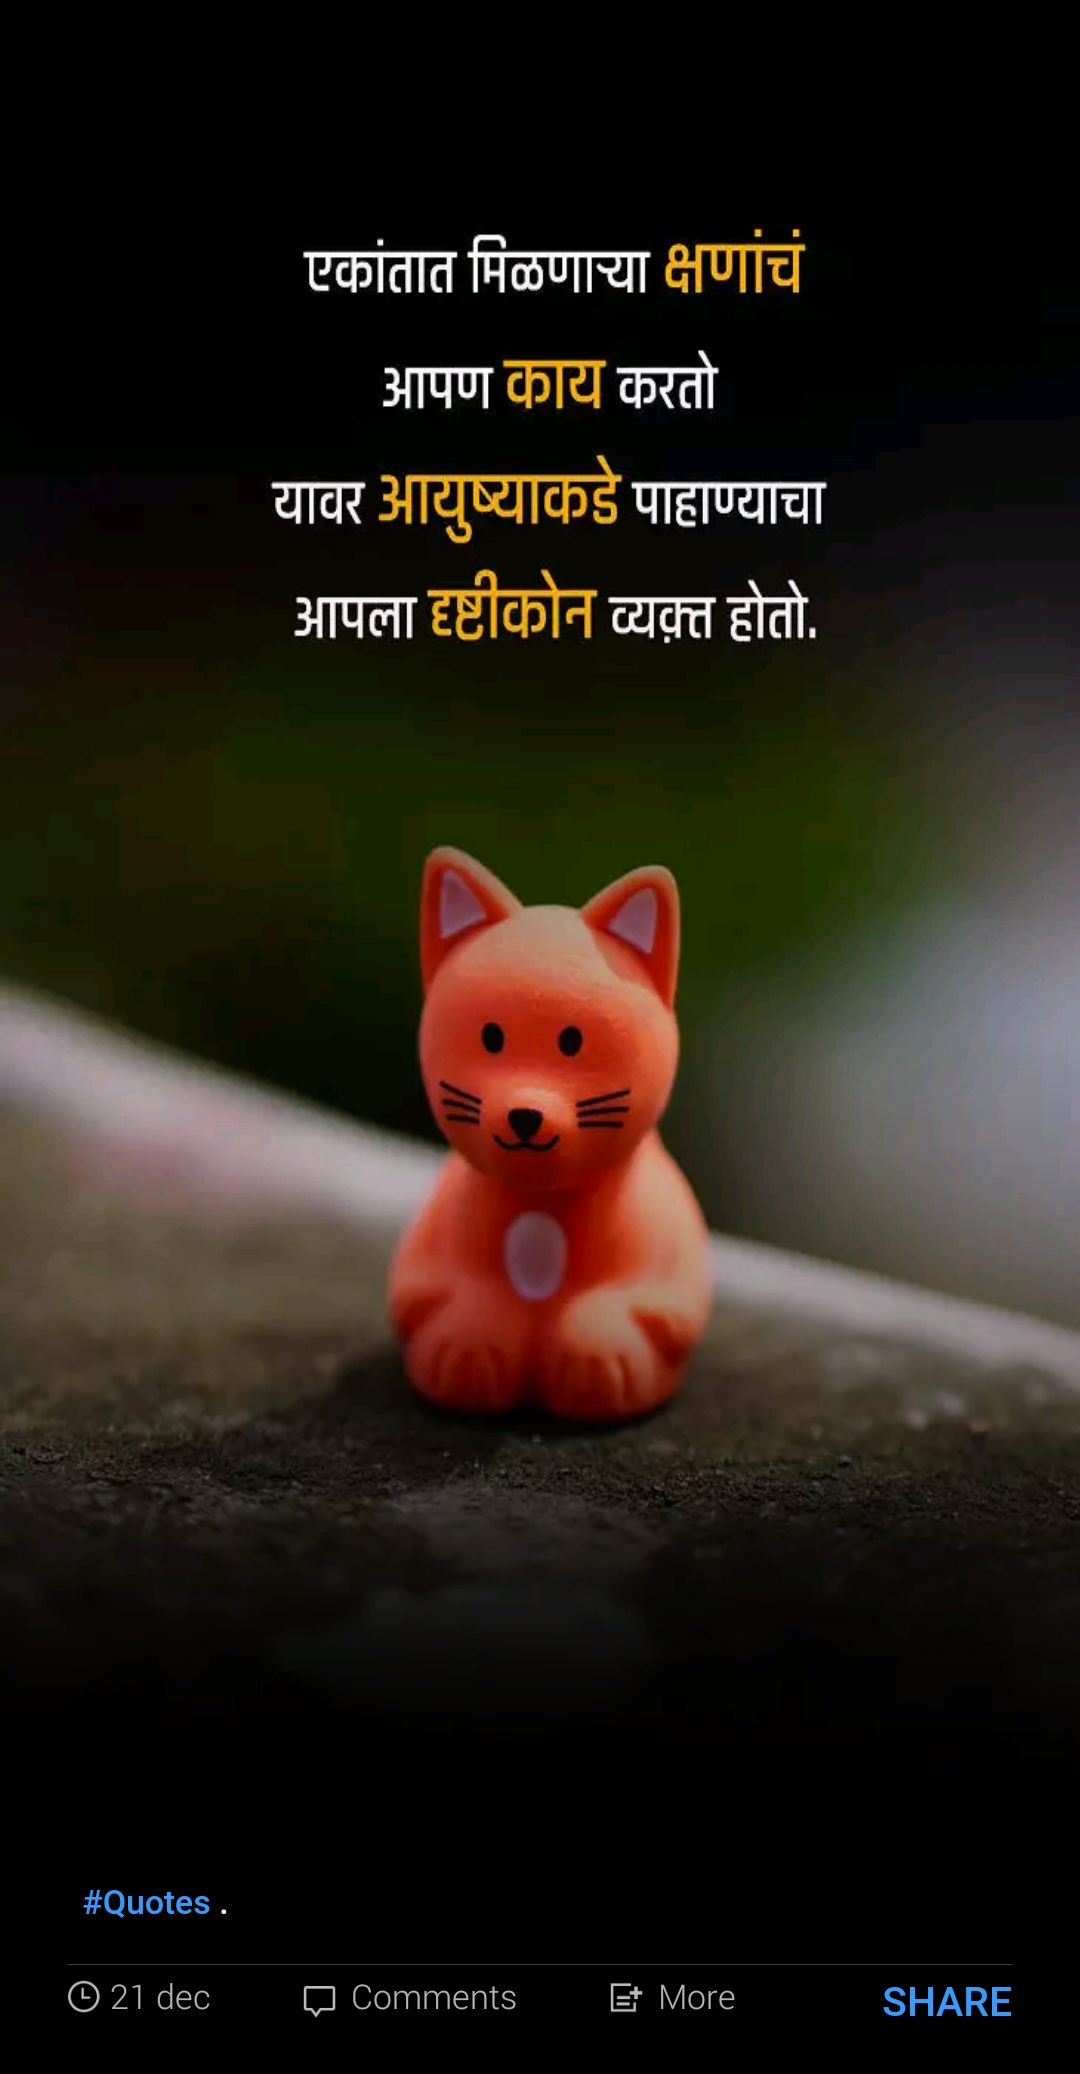 एकांतात मिळणाऱ्या क्षणांचं
आपण काय करतो
यावर आयुष्याकडे पाहाण्याचा
आपला दृष्टीकोन व्यक़्त होतो.
#Quotes .
21 dec
Comments
More
SHARE